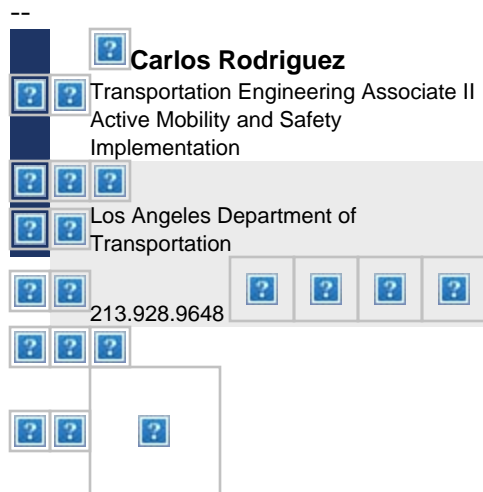 --
Carlos Rodriguez
Transportation Engineering Associate II
Active Mobility and Safety
Implementation
Los Angeles Department of
Transportation
213.928.9648